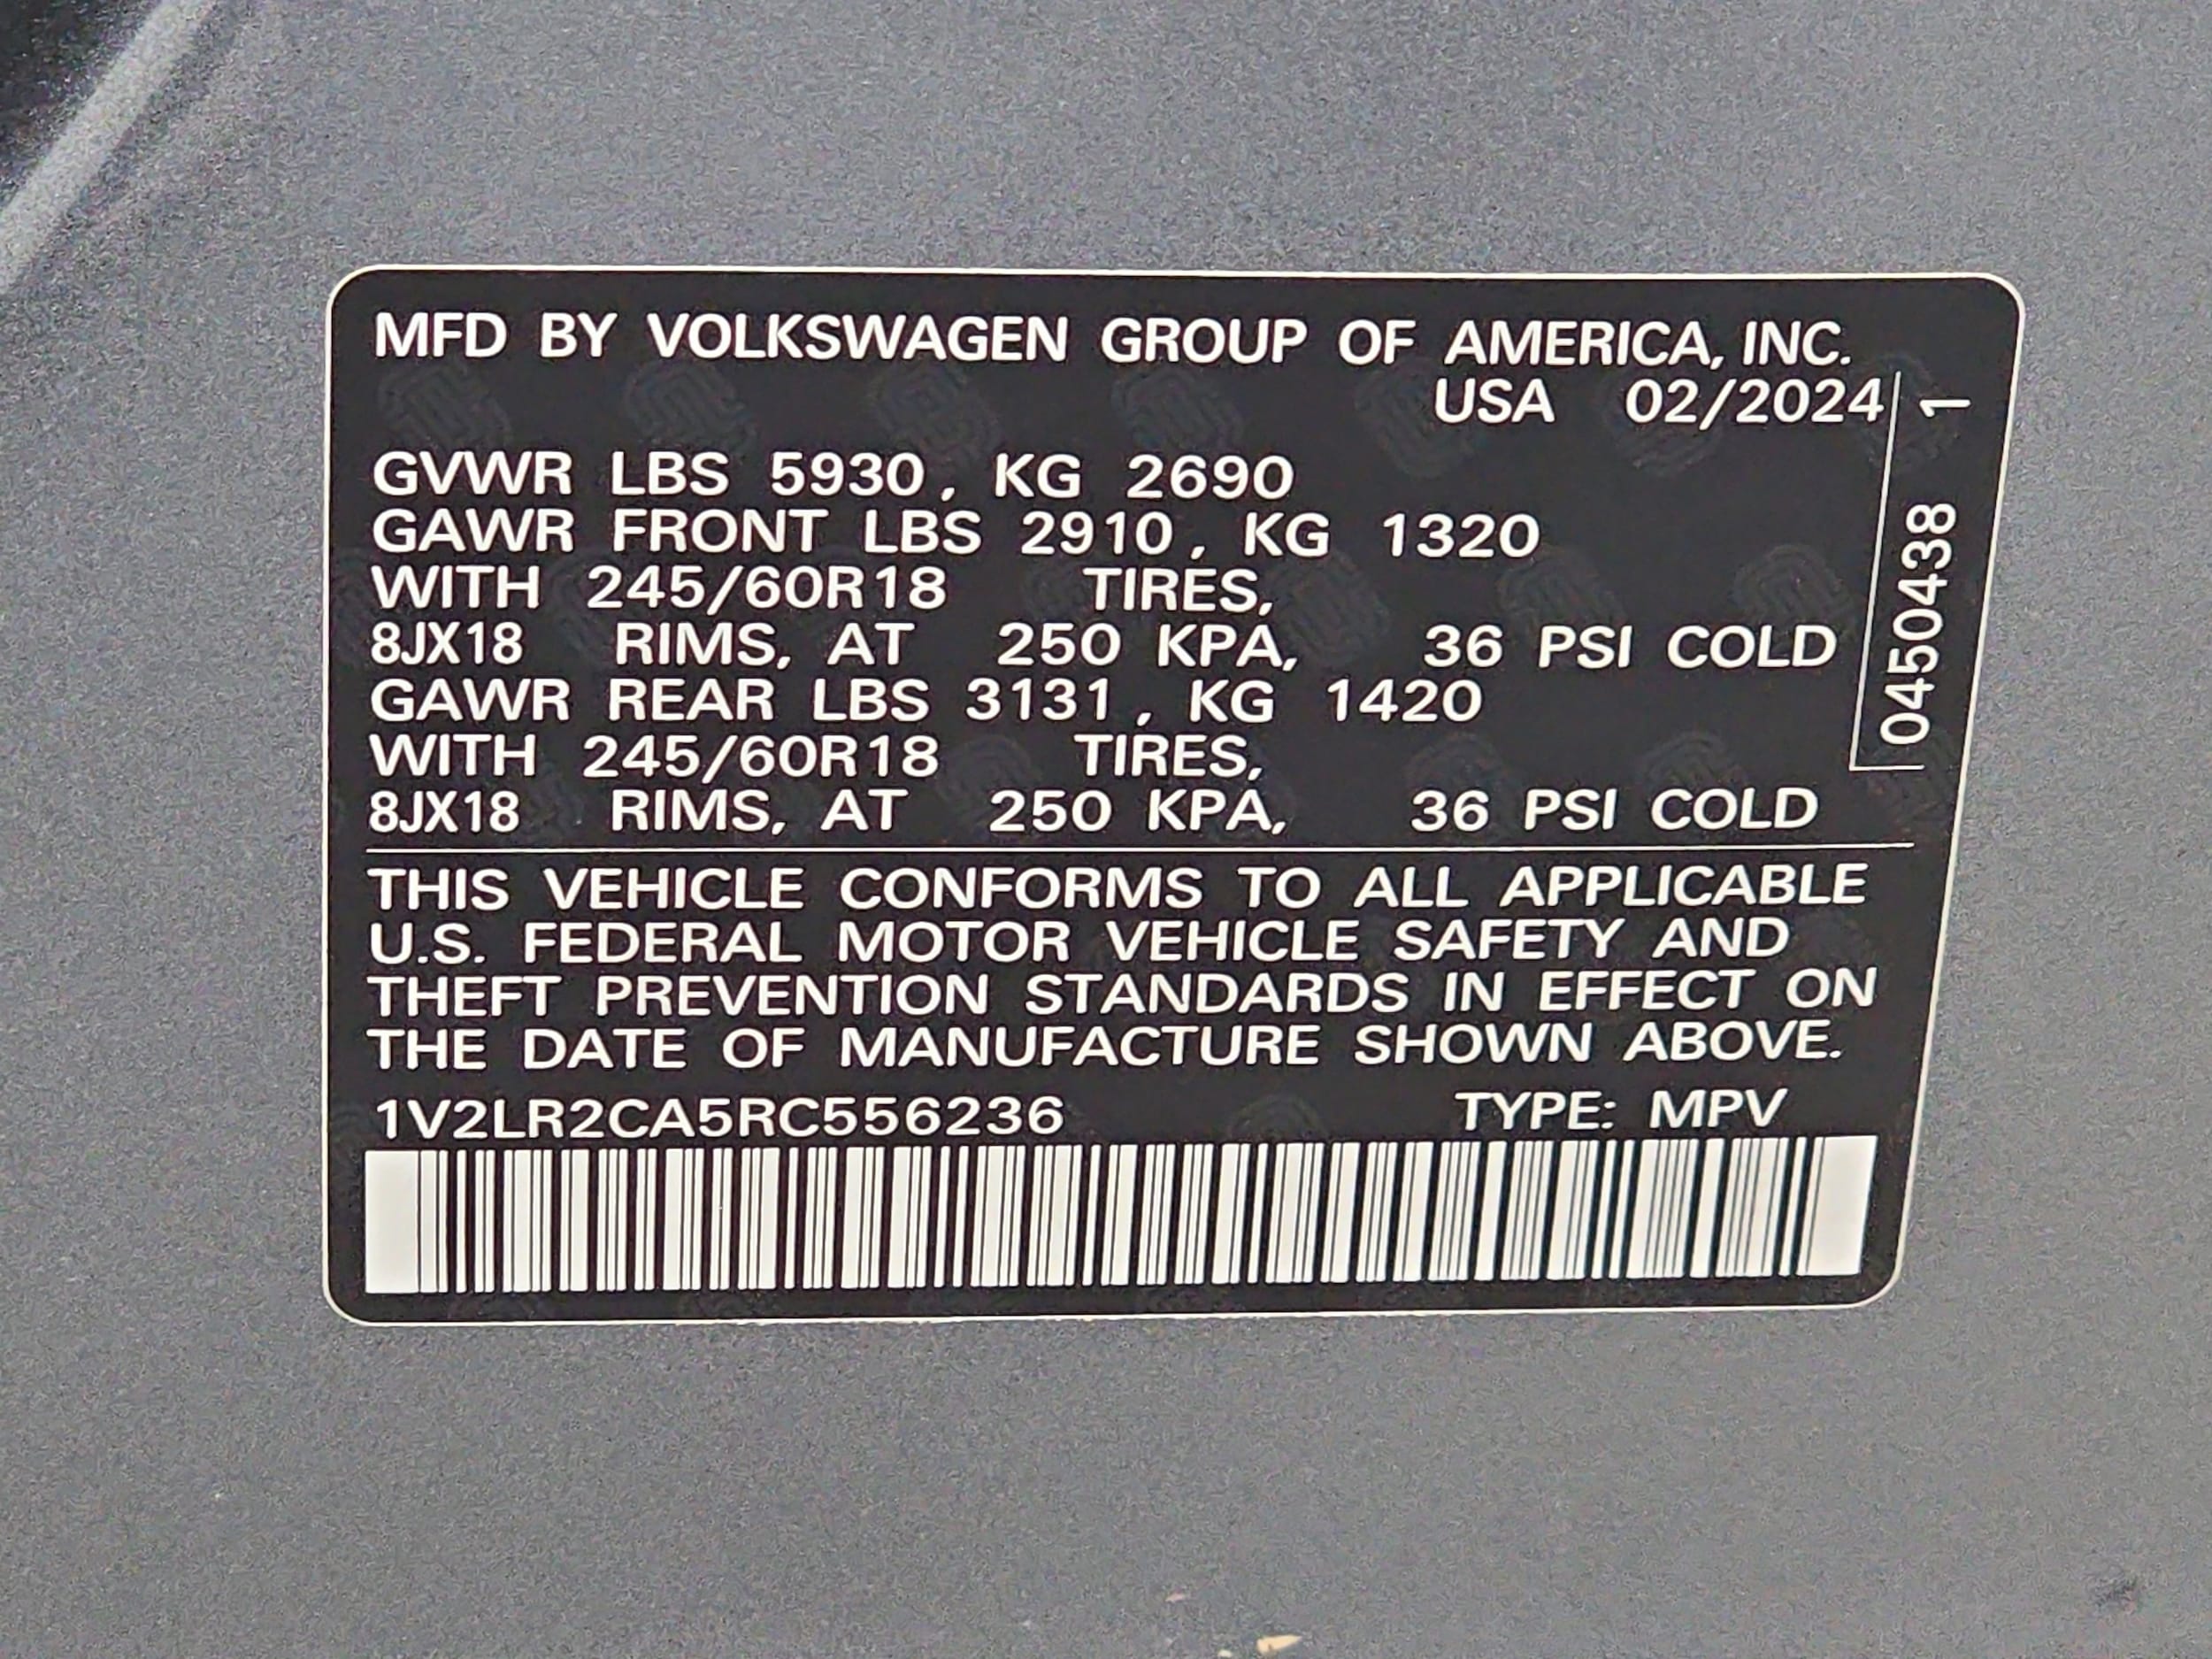 MFD BY VOLKSWAGEN GROUP OF AMERICA, INC.
USA 02/2024
GVWR LBS 5930, KG 2690
GAWR FRONT LBS 2910, KG 1320
WITH 245/60R18 TIRES,
8JX18 RIMS, AT 250 KPA, 36 PSI COLD
GAWR REAR LBS 3131, KG 1420
WITH 245/60R18 TIRES,
8JX18 RIMS, AT 250 KPA, 36 PSI COLD
0450438 1
THIS VEHICLE CONFORMS TO ALL APPLICABLE
U.S. FEDERAL MOTOR VEHICLE SAFETY AND
THEFT PREVENTION STANDARDS IN EFFECT ON
THE DATE OF MANUFACTURE SHOWN ABOVE.
1V2LR2CA5RC556236 TYPE: MPV